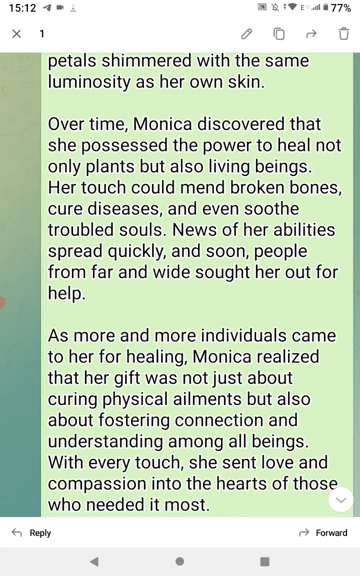 15:12
77%
1
petals shimmered with the same
luminosity as her own skin.
Over time, Monica discovered that
she possessed the power to heal not
only plants but also living beings.
Her touch could mend broken bones,
cure diseases, and even soothe
troubled souls. News of her abilities
spread quickly, and soon, people
from far and wide sought her out for
help.
As more and more individuals came
to her for healing, Monica realized
that her gift was not just about
curing physical ailments but also
about fostering connection and
understanding among all beings.
With every touch, she sent love and
compassion into the hearts of those
who needed it most.
Reply
Forward